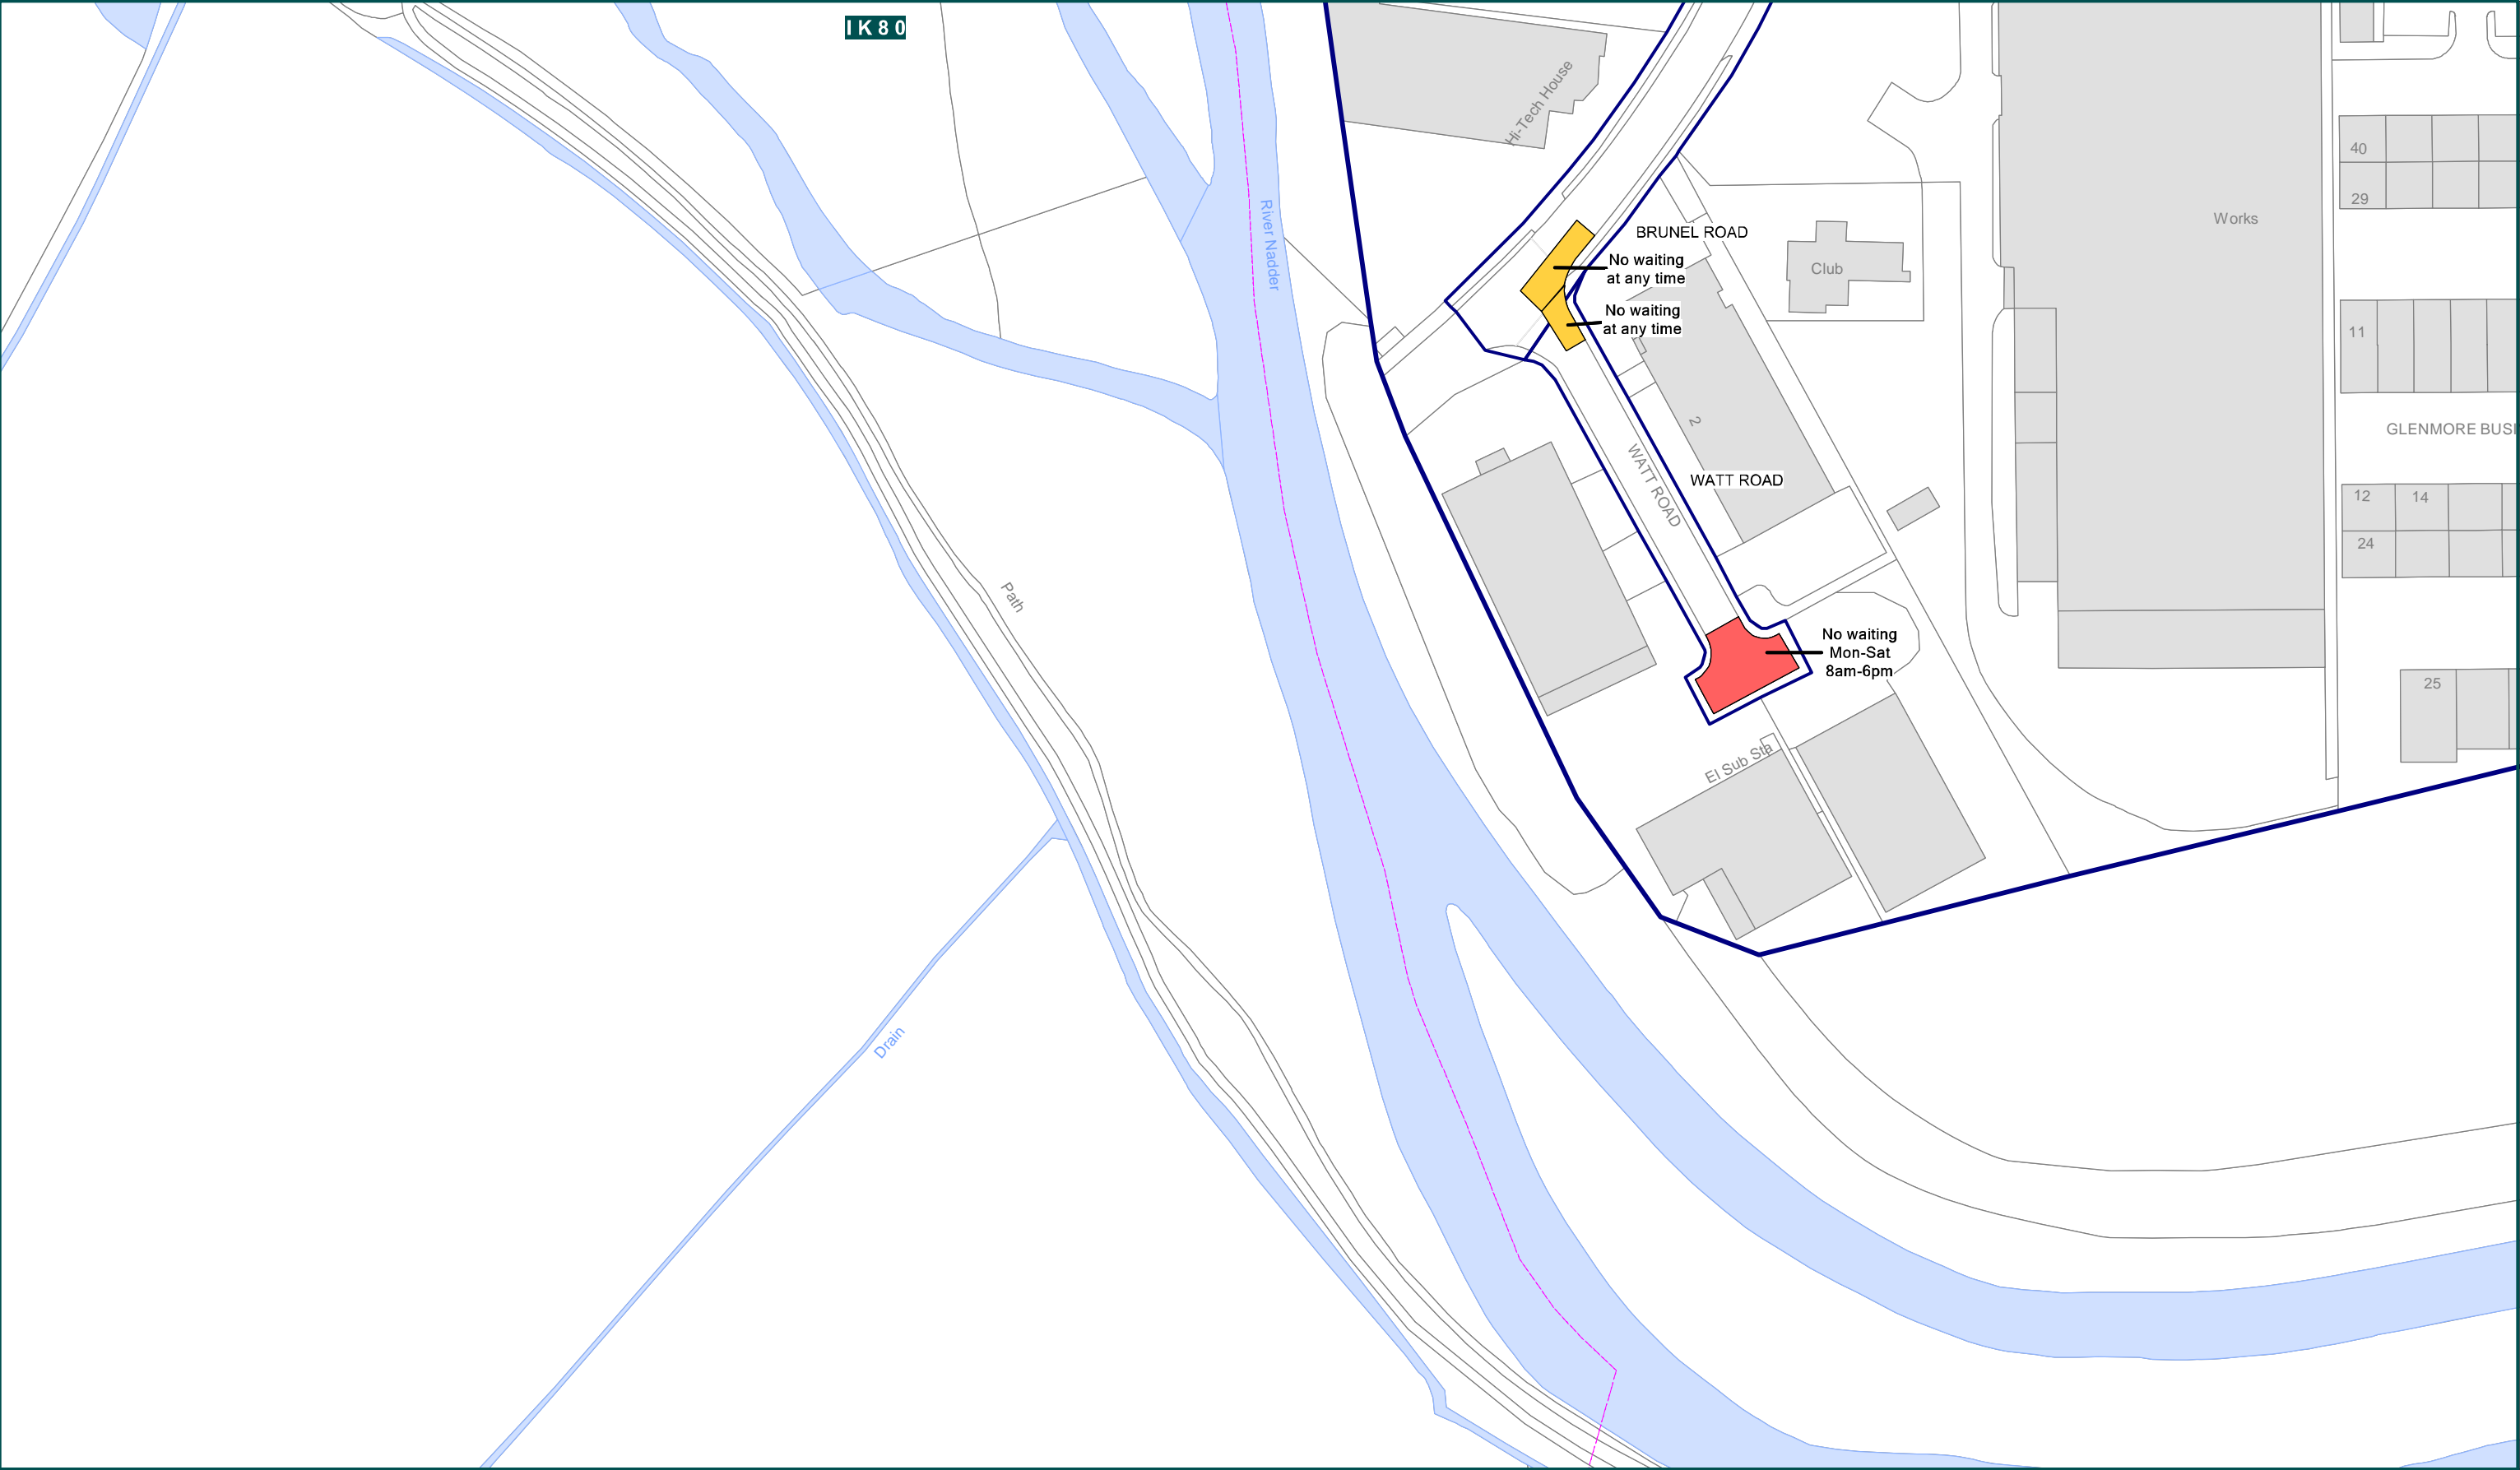 IK80
Hi-Tech House
River Nadder
BRUNEL ROAD
No waiting
at any time
No waiting
at any time
Club
Works
40
29
11
GLENMORE BUSI
2
WATT ROAD
WATT ROAD
12
14
24
Path
No waiting
Mon-Sat
8am-6pm
25
El Sub Sta
Drain